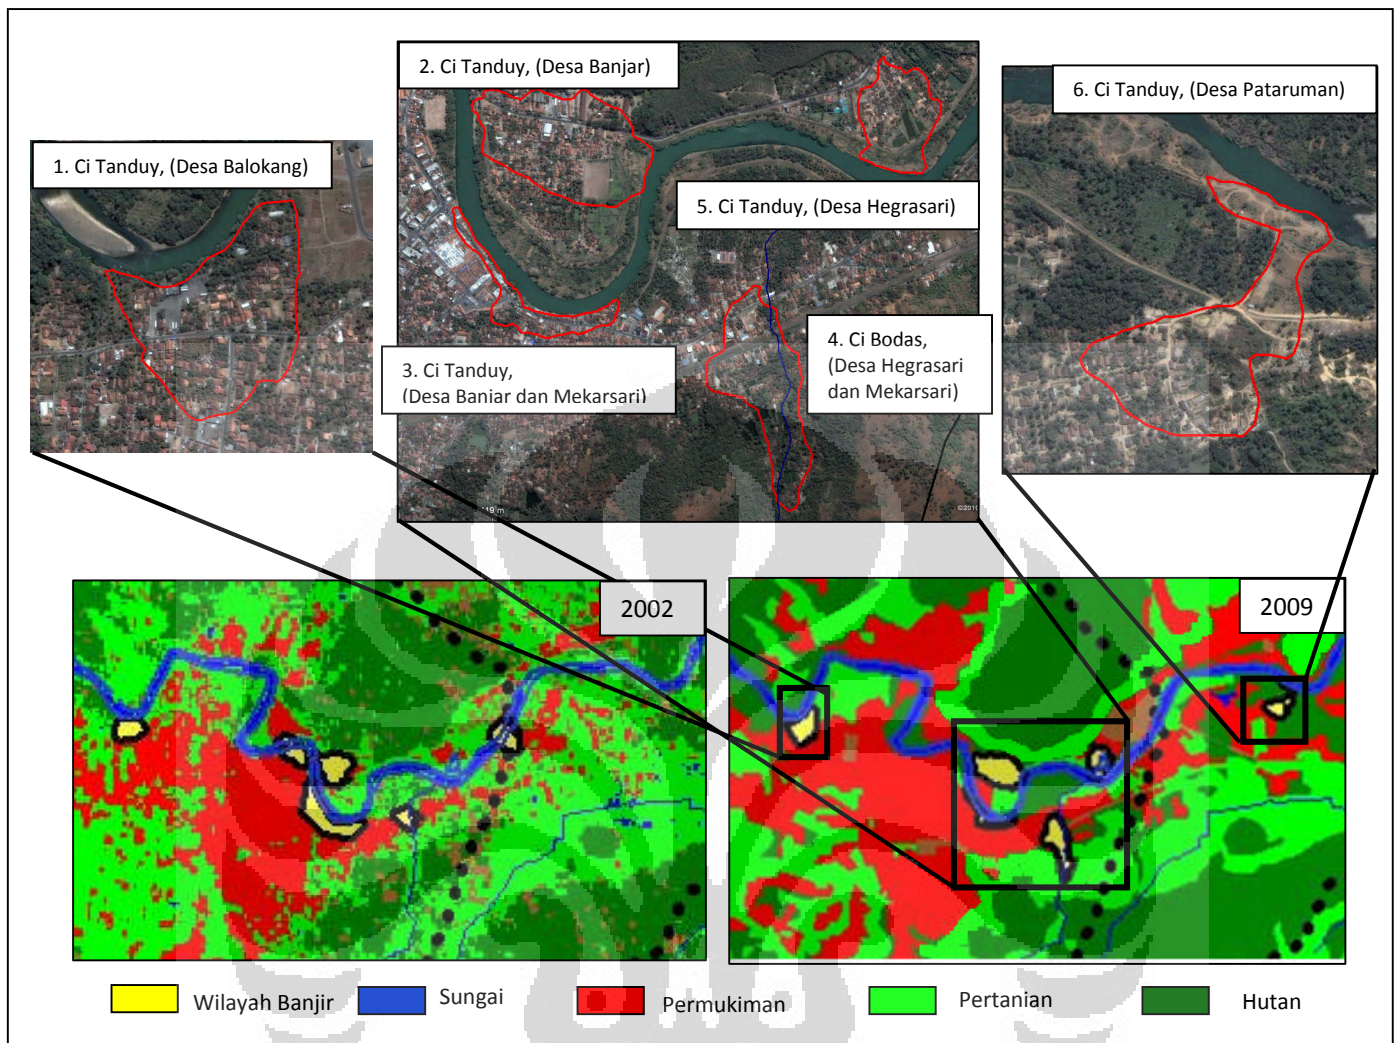 2. Ci Tanduy, (Desa Banjar)
6. Ci Tanduy, (Desa Pataruman)
1. Ci Tanduy, (Desa Balokang)
5. Ci Tanduy, (Desa Hegrasari)
3. Ci Tanduy,
(Desa Baniar dan Mekarsari)
4. Ci Bodas,
(Desa Hegrasari
dan Mekarsari)
©2010
2002
2009
Wilayah Banjir
Sungai
Permukiman
Pertanian
Hutan